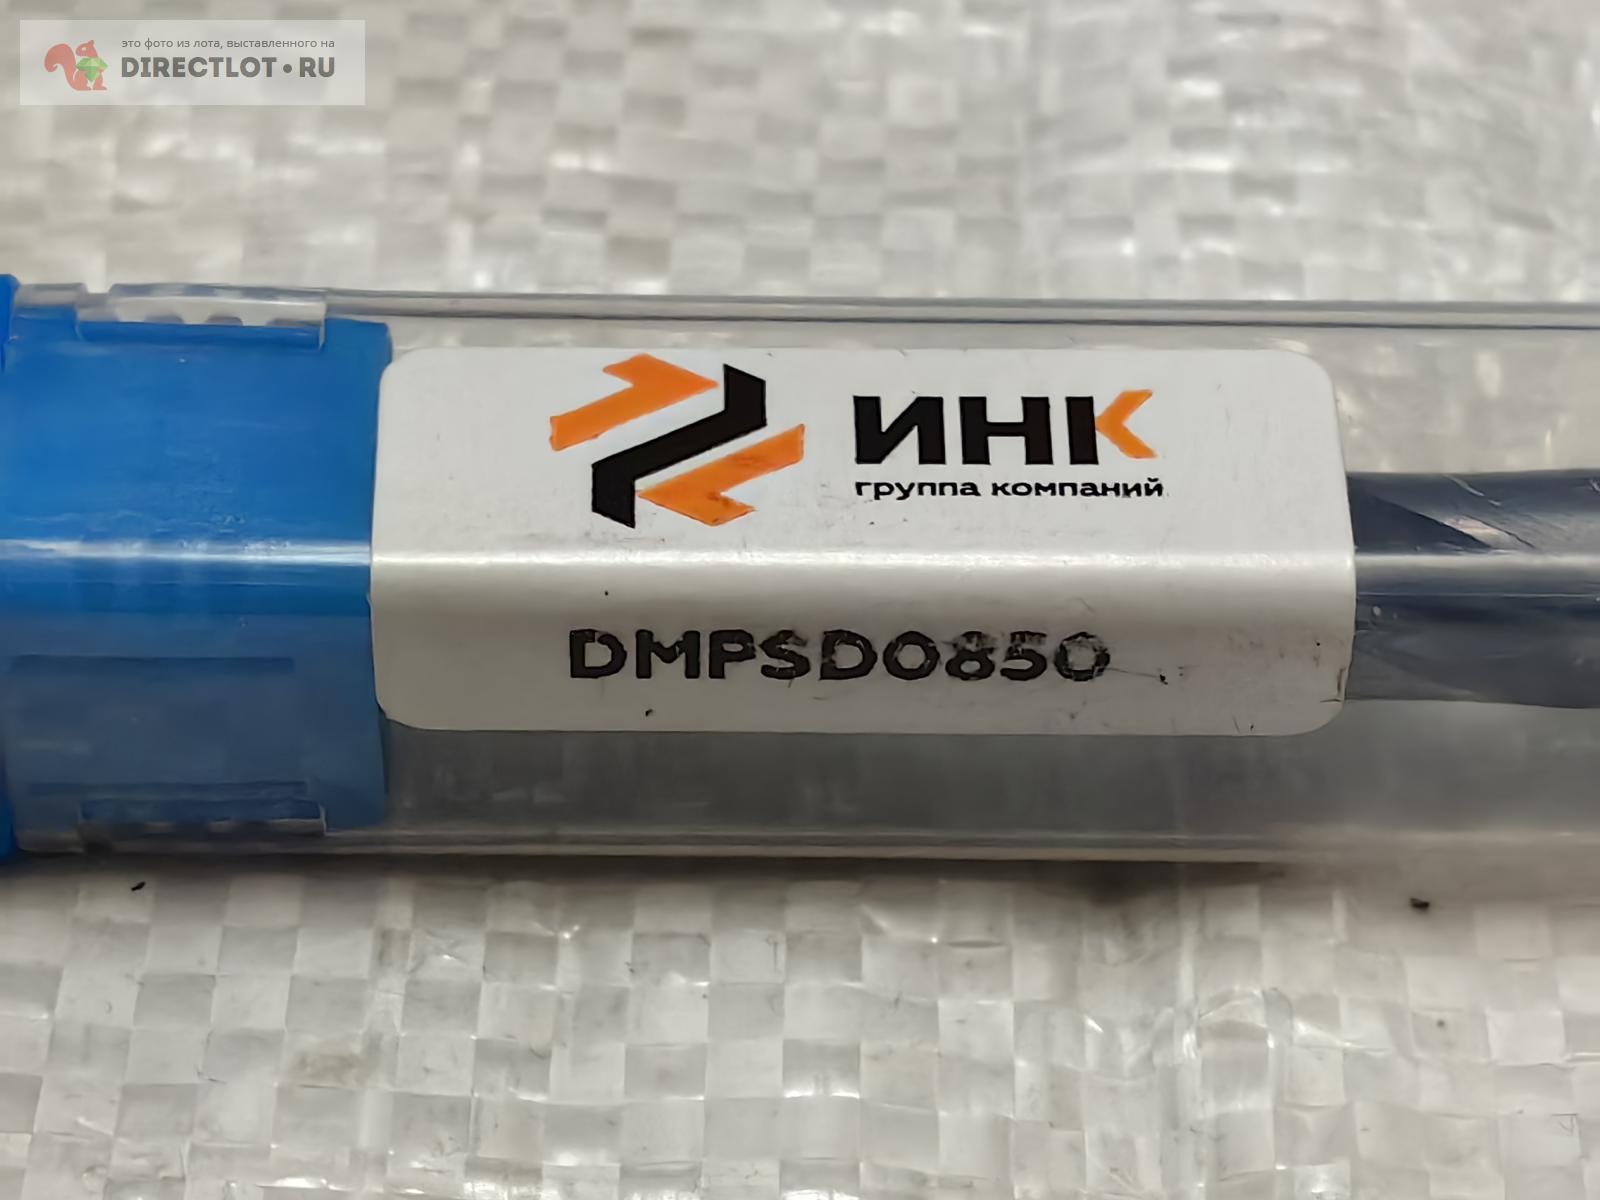 это фото из лота, выставленного на
DIRECTLOT•RU
ИНК
группа компаний
DMPSD0850